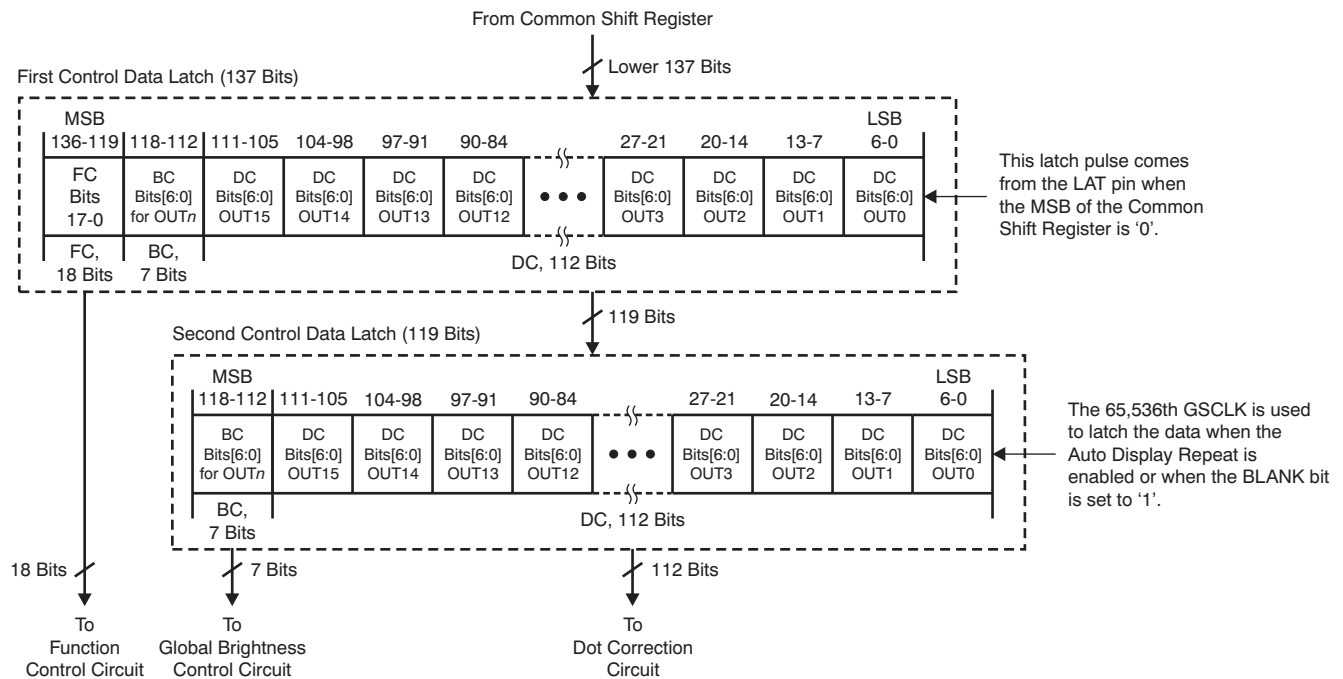 From Common Shift Register
Lower 137 Bits
First Control Data Latch (137 Bits)
MSB
LSB
136-119 118-112 111-105 104-98 97-91 90-84 27-21 20-14 13-7 6-0
FC Bits 17-0
BC Bits[6:0] for OUTn
DC Bits[6:0] OUT15
DC Bits[6:0] OUT14
DC Bits[6:0] OUT13
DC Bits[6:0] OUT12
DC Bits[6:0] OUT3
DC Bits[6:0] OUT2
DC Bits[6:0] OUT1
DC Bits[6:0] OUT0
FC, 18 Bits
BC, 7 Bits
DC, 112 Bits
This latch pulse comes
from the LAT pin when
the MSB of the Common
Shift Register is ‘0’.
119 Bits
Second Control Data Latch (119 Bits)
MSB
LSB
118-112 111-105 104-98 97-91 90-84 27-21 20-14 13-7 6-0
BC Bits[6:0] for OUTn
DC Bits[6:0] OUT15
DC Bits[6:0] OUT14
DC Bits[6:0] OUT13
DC Bits[6:0] OUT12
DC Bits[6:0] OUT3
DC Bits[6:0] OUT2
DC Bits[6:0] OUT1
DC Bits[6:0] OUT0
BC, 7 Bits
DC, 112 Bits
The 65,536th GSCLK is used
to latch the data when the
Auto Display Repeat is
enabled or when the BLANK bit
is set to ‘1’.
18 Bits
7 Bits
112 Bits
To
Function
Control Circuit
To
Global Brightness
Control Circuit
To
Dot Correction
Circuit